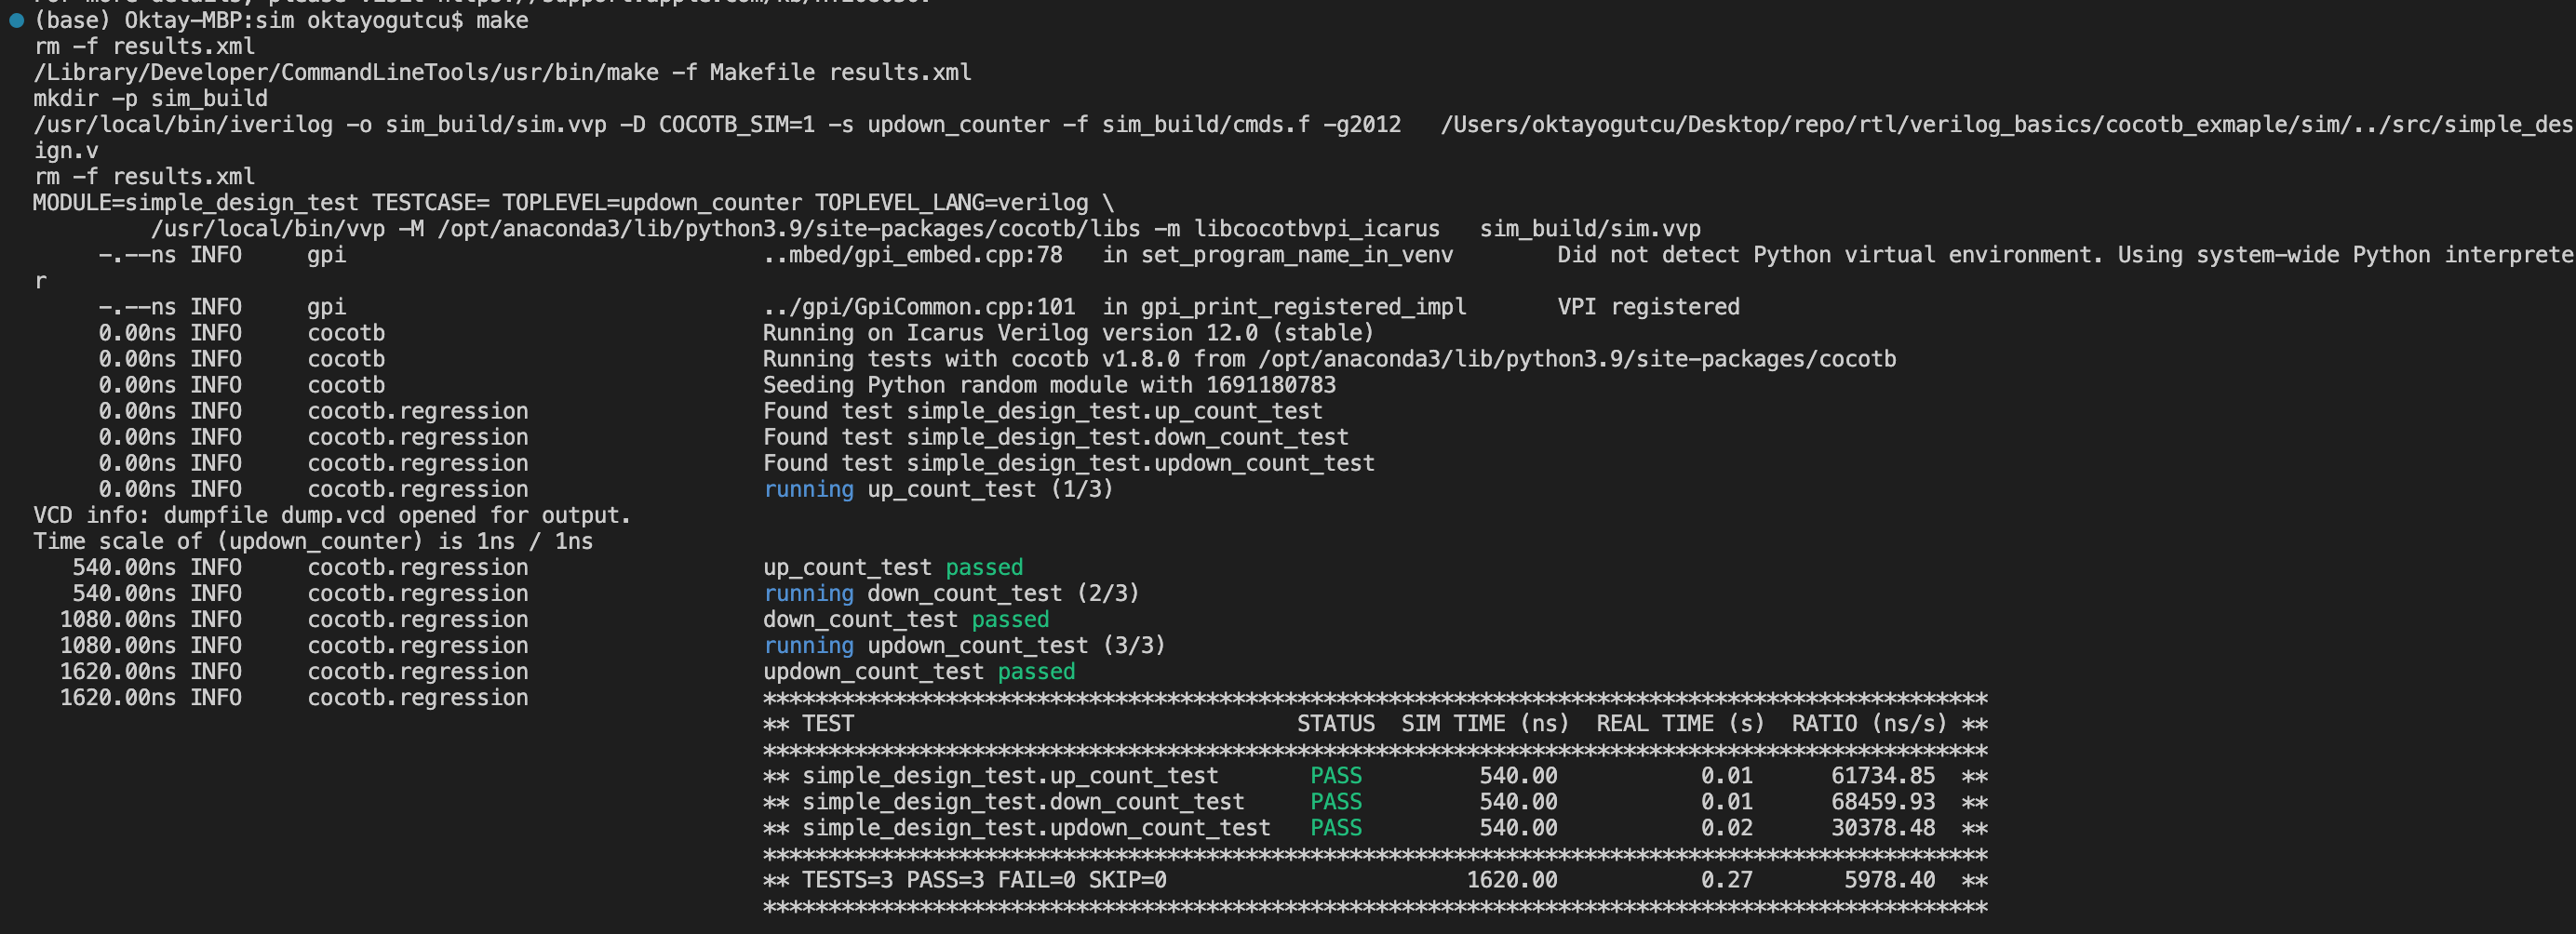 For more details, please visit https://support.apple.com/kb/HT208050.
(base) Oktay-MBP:sim oktayogutcu$ make
rm -f results.xml
/Library/Developer/CommandLineTools/usr/bin/make -f Makefile results.xml
mkdir -p sim_build
/usr/local/bin/iverilog -o sim_build/sim.vvp -D COCOTB_SIM=1 -s updown_counter -f sim_build/cmds.f -g2012   /Users/oktayogutcu/Desktop/repo/rtl/verilog_basics/cocotb_exmaple/sim/../src/simple_des
ign.v
rm -f results.xml
MODULE=simple_design_test TESTCASE= TOPLEVEL=updown_counter TOPLEVEL_LANG=verilog \
         /usr/local/bin/vvp -M /opt/anaconda3/lib/python3.9/site-packages/cocotb/libs -m libcocotbvpi_icarus   sim_build/sim.vvp
     -.--ns INFO     gpi                                ..mbed/gpi_embed.cpp:78   in set_program_name_in_venv        Did not detect Python virtual environment. Using system-wide Python interprete
r
     -.--ns INFO     gpi                                ../gpi/GpiCommon.cpp:101  in gpi_print_registered_impl       VPI registered
     0.00ns INFO     cocotb                             Running on Icarus Verilog version 12.0 (stable)
     0.00ns INFO     cocotb                             Running tests with cocotb v1.8.0 from /opt/anaconda3/lib/python3.9/site-packages/cocotb
     0.00ns INFO     cocotb                             Seeding Python random module with 1691180783
     0.00ns INFO     cocotb.regression                  Found test simple_design_test.up_count_test
     0.00ns INFO     cocotb.regression                  Found test simple_design_test.down_count_test
     0.00ns INFO     cocotb.regression                  Found test simple_design_test.updown_count_test
     0.00ns INFO     cocotb.regression                  running up_count_test (1/3)
VCD info: dumpfile dump.vcd opened for output.
Time scale of (updown_counter) is 1ns / 1ns
   540.00ns INFO     cocotb.regression                  up_count_test passed
   540.00ns INFO     cocotb.regression                  running down_count_test (2/3)
  1080.00ns INFO     cocotb.regression                  down_count_test passed
  1080.00ns INFO     cocotb.regression                  running updown_count_test (3/3)
  1620.00ns INFO     cocotb.regression                  updown_count_test passed
  1620.00ns INFO     cocotb.regression                  **********************************************************************************************
                                                        ** TEST                                  STATUS  SIM TIME (ns)  REAL TIME (s)  RATIO (ns/s) **
                                                        **********************************************************************************************
                                                        ** simple_design_test.up_count_test       PASS         540.00           0.01      61734.85  **
                                                        ** simple_design_test.down_count_test     PASS         540.00           0.01      68459.93  **
                                                        ** simple_design_test.updown_count_test   PASS         540.00           0.02      30378.48  **
                                                        **********************************************************************************************
                                                        ** TESTS=3 PASS=3 FAIL=0 SKIP=0                       1620.00           0.27       5978.40  **
                                                        **********************************************************************************************